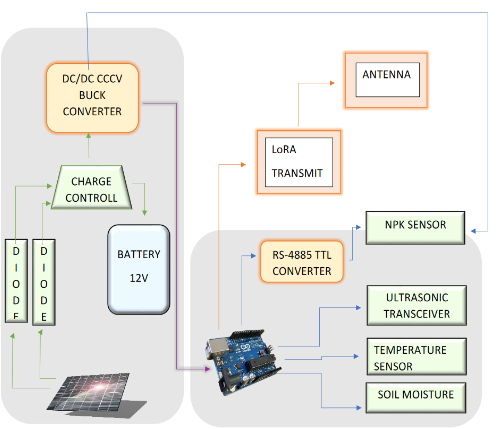 DC/DC CCCV
BUCK
CONVERTER
ANTENNA
LoRA
TRANSMIT
CHARGE
CONTROLL
NPK SENSOR
D
I
O
D
E
D
I
O
D
E
BATTERY
12V
RS-4885 TTL
CONVERTER
ULTRASONIC
TRANSCEIVER
TEMPERATURE
SENSOR
SOIL MOISTURE